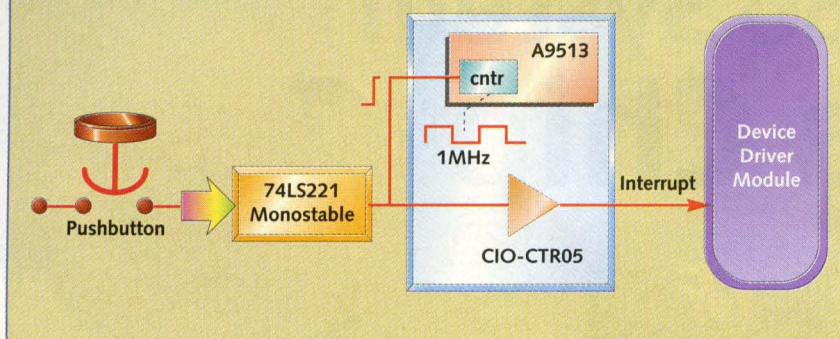 A9513
cntr
1MHz
Pushbutton
74LS221
Monostable
CIO-CTR05
Interrupt
Device
Driver
Module